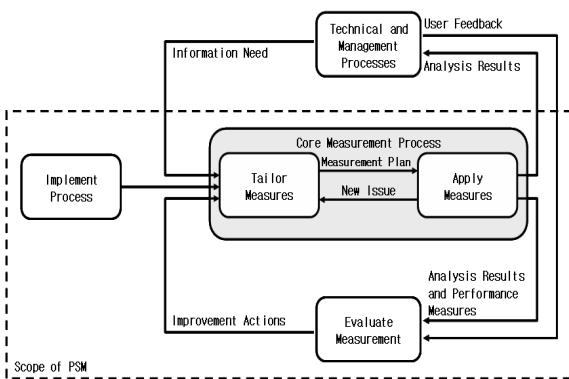 Technical and
Management
Processes
User Feedback
Information Need
Analysis Results
Core Measurement Process
Implement
Process
Tailor
Measures
Measurement Plan
New Issue
Apply
Measures
Analysis Results
and Performance
Measures
Improvement Actions
Evaluate
Measurement
Scope of PSM